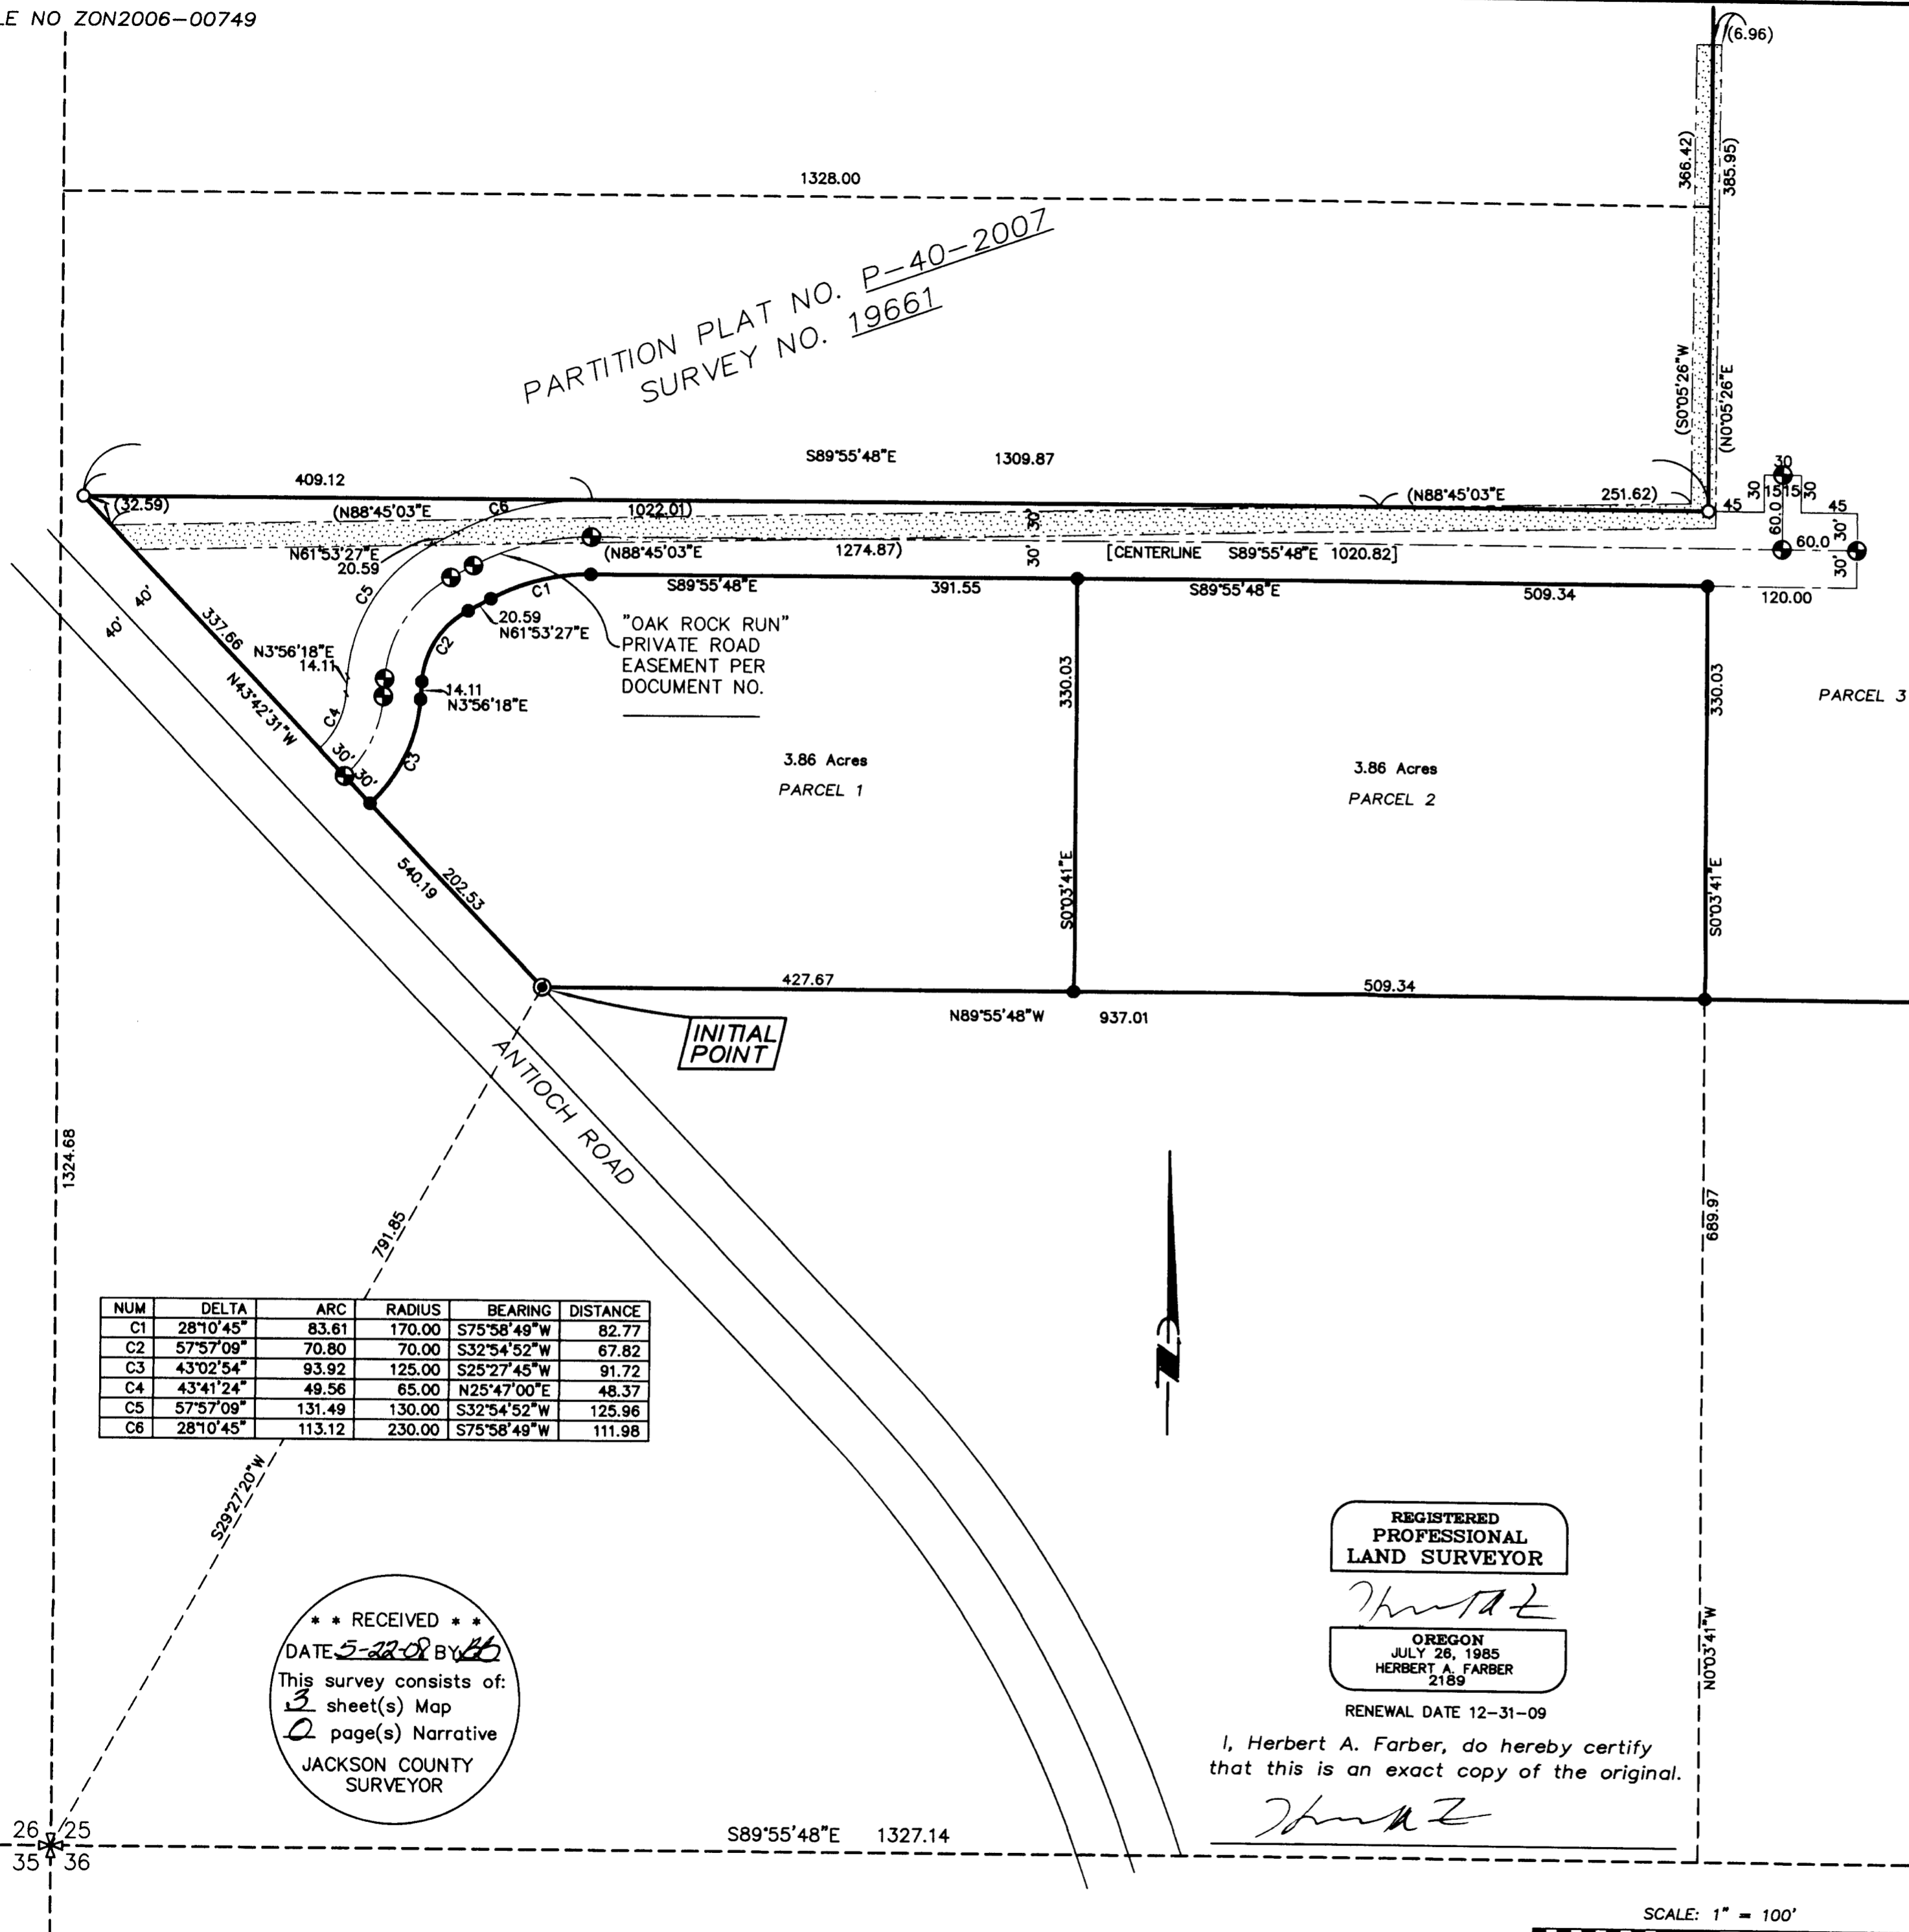 LE NO ZON2006-00749
(6.96)
366.42)
385.95)
1328.00
PARTITION PLAT NO. P-40-2007
SURVEY NO. 19661
(S0°05'26"W
(N0°05'26"E
S89°55'48"E 1309.87
409.12
(32.59)
(N88°45'03"E
C6
1022.01)
30'
(N88°45'03"E 251.62)
45
30
30
15
15
30
45
60.0
60.0
30'
30'
120.00
N61°53'27"E
20.59
(N88°45'03"E 1274.87)
30'
[CENTERLINE S89°55'48"E 1020.82]
C5
C1
S89°55'48"E 391.55
S89°55'48"E 509.34
40'
40'
337.66
N43°42'31"W
N3°56'18"E
14.11
C4
C2
20.59
N61°53'27"E
"OAK ROCK RUN"
PRIVATE ROAD
EASEMENT PER
DOCUMENT NO.
14.11
N3°56'18"E
C3
30'
30'
330.03
330.03
PARCEL 3
3.86 Acres
PARCEL 1
3.86 Acres
PARCEL 2
S0°03'41"E
S0°03'41"E
202.53
540.19
427.67
509.34
N89°55'48"W 937.01
INITIAL
POINT
ANTIOCH ROAD
1324.68
791.85
S29°27'20"W
689.97
N0°03'41"W
NUM DELTA ARC RADIUS BEARING DISTANCE
C1 28°10'45" 83.61 170.00 S75°58'49"W 82.77
C2 57°57'09" 70.80 70.00 S32°54'52"W 67.82
C3 43°02'54" 93.92 125.00 S25°27'45"W 91.72
C4 43°41'24" 49.56 65.00 N25°47'00"E 48.37
C5 57°57'09" 131.49 130.00 S32°54'52"W 125.96
C6 28°10'45" 113.12 230.00 S75°58'49"W 111.98
N
* * RECEIVED * *
DATE 5-22-08 BY
This survey consists of:
3 sheet(s) Map
0 page(s) Narrative
JACKSON COUNTY
SURVEYOR
REGISTERED
PROFESSIONAL
LAND SURVEYOR
OREGON
JULY 26, 1985
HERBERT A. FARBER
2189
RENEWAL DATE 12-31-09
I, Herbert A. Farber, do hereby certify
that this is an exact copy of the original.
26 25
35 36
S89°55'48"E 1327.14
SCALE: 1" = 100'